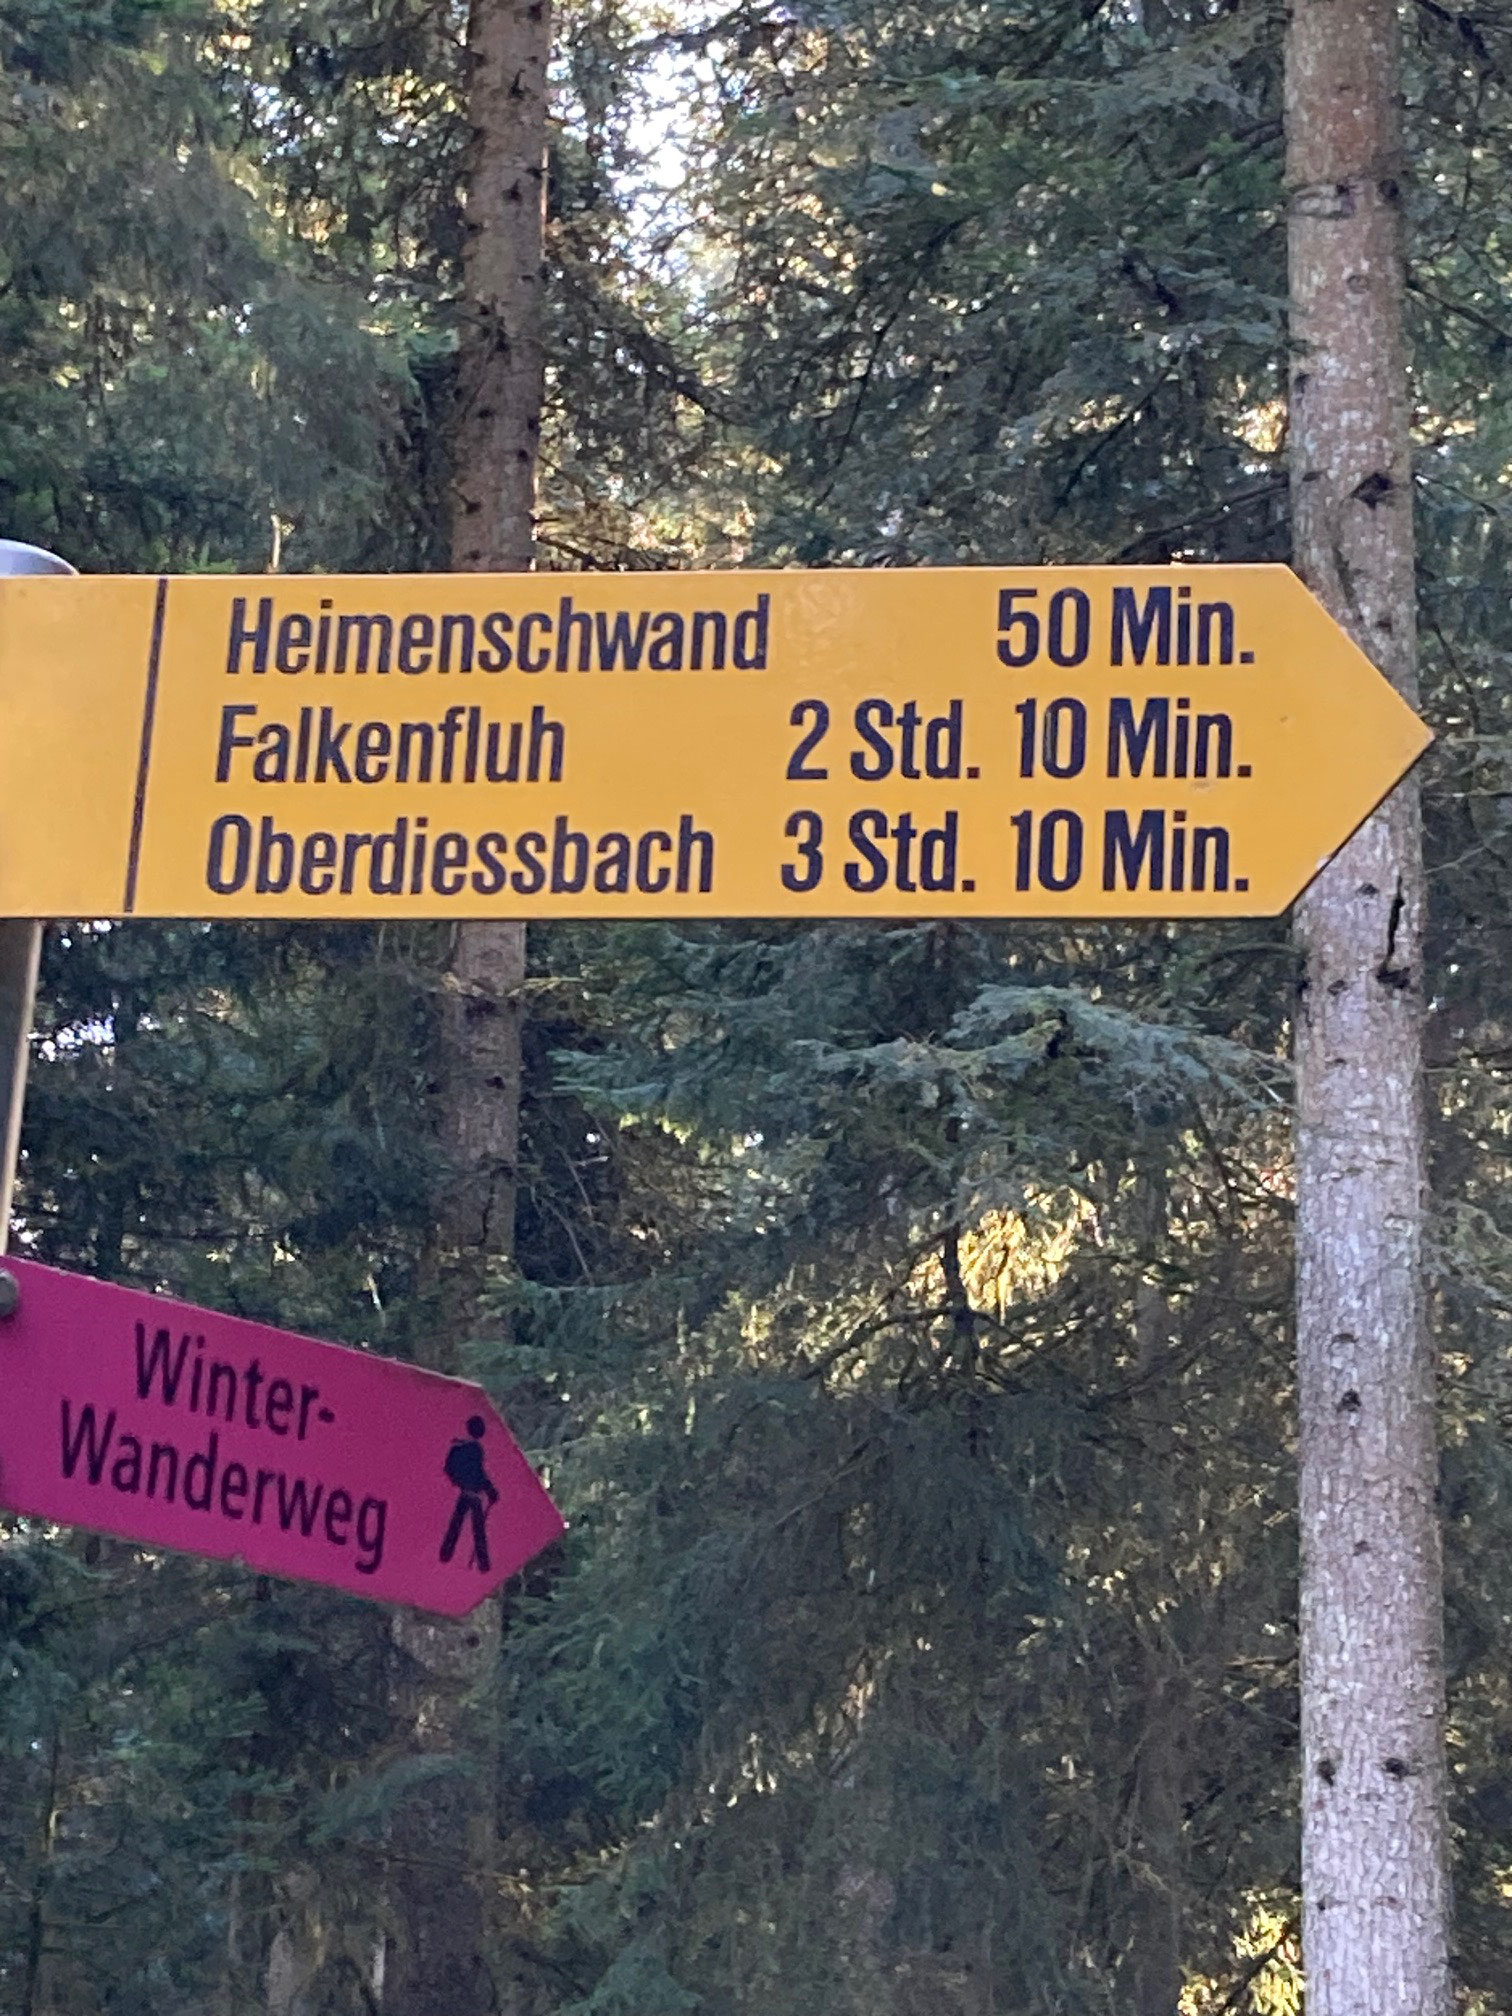 Heimenschwand 50 Min.
Falkenfluh 2 Std. 10 Min.
Oberdiessbach 3 Std. 10 Min.
Winter-
Wanderweg